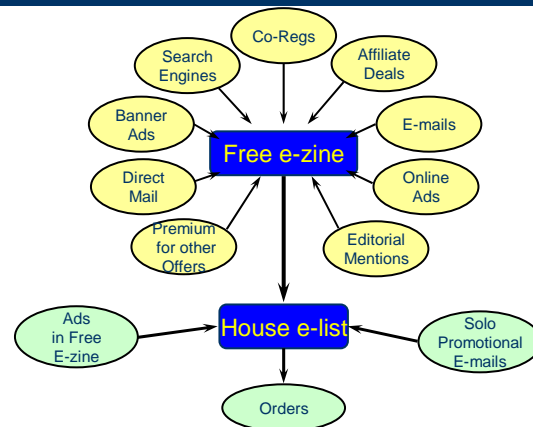 Co-Regs
Search
Engines
Affiliate
Deals
Banner
Ads
E-mails
Free e-zine
Direct
Mail
Online
Ads
Premium
for other
Offers
Editorial
Mentions
Ads
in Free
E-zine
House e-list
Solo
Promotional
E-mails
Orders